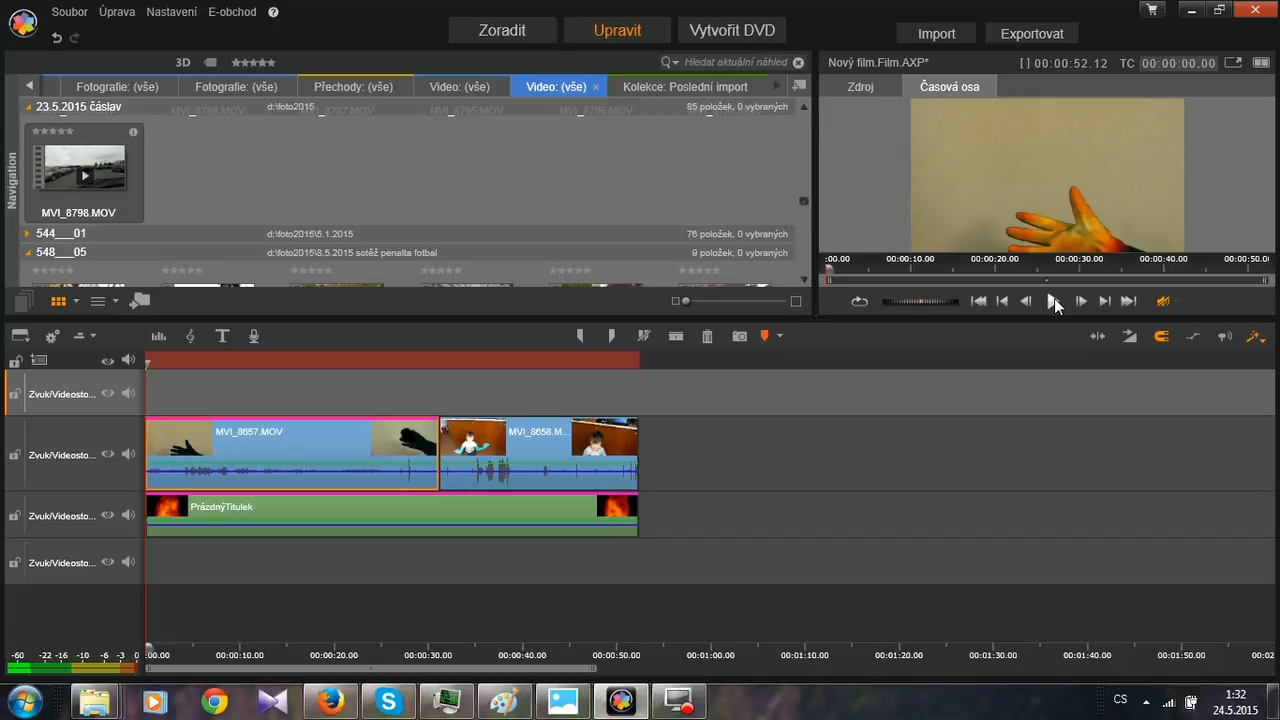 Soubor Úprava Nastavení E-obchod ?
Zoradit Upravit Vytvořit DVD
Import Exportovat
3D
Hledat aktuální náhled
Nový film.Film.AXP*
[ ] 00:00:52.12 TC 00:00:00.00
Fotografie: (vše) Fotografie: (vše) Přechody: (vše) Video: (vše) Video: (vše) × Kolekce: Poslední import
Zdroj Časová osa
23.5.2015 čáslav d:\foto2015 85 položek, 0 vybraných
MVI_8786.MOV MVI_8787.MOV MVI_8795.MOV MVI_8796.MOV MVI_8797.MOV
Navigation
MVI_8798.MOV
544___01 d:\foto2015\5.1.2015 76 položek, 0 vybraných
548___05 d:\foto2015\8.5.2015 sotěž penalta fotbal 9 položek, 0 vybraných
:00.00 00:00:10.00 00:00:20.00 00:00:30.00 00:00:40.00 00:00:50.0
T
Zvuk/Videosto...
Zvuk/Videosto...
MVI_8657.MOV MVI_8658.M...
Zvuk/Videosto...
PrázdnýTitulek
Zvuk/Videosto...
-60 -22 -16 -10 -6 -3 0
:00.00 00:00:10.00 00:00:20.00 00:00:30.00 00:00:40.00 00:00:50.00 00:01:00.00 00:01:10.00 00:01:20.00 00:01:30.00 00:01:40.00 00:01:50.00 00:02
CS
1:32
24.5.2015